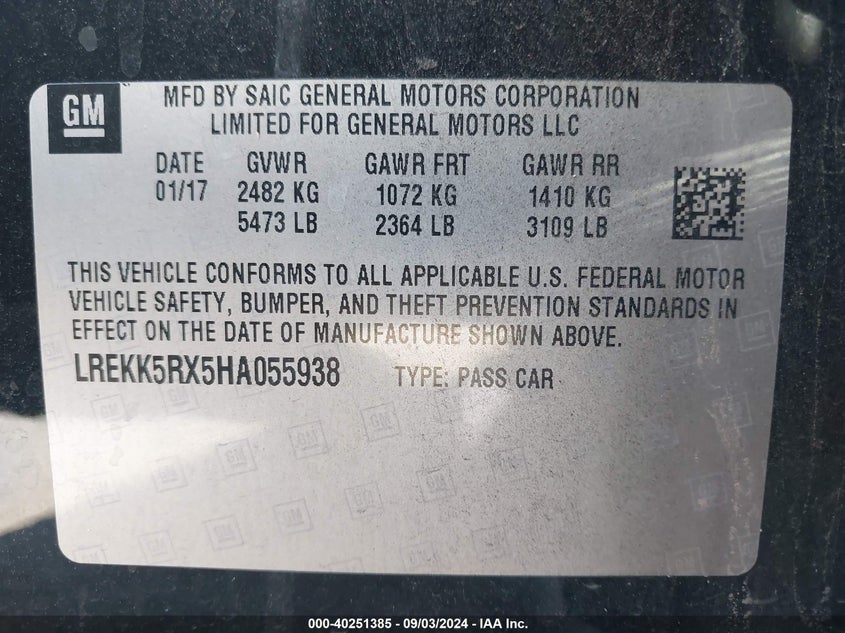 GM
MFD BY SAIC GENERAL MOTORS CORPORATION
LIMITED FOR GENERAL MOTORS LLC
DATE GVWR GAWR FRT GAWR RR
01/17 2482 KG 1072 KG 1410 KG
5473 LB 2364 LB 3109 LB
THIS VEHICLE CONFORMS TO ALL APPLICABLE U.S. FEDERAL MOTOR
VEHICLE SAFETY, BUMPER, AND THEFT PREVENTION STANDARDS IN
EFFECT ON THE DATE OF MANUFACTURE SHOWN ABOVE.
LREKK5RX5HA055938 TYPE: PASS CAR
000-40251385 - 09/03/2024 - IAA Inc.